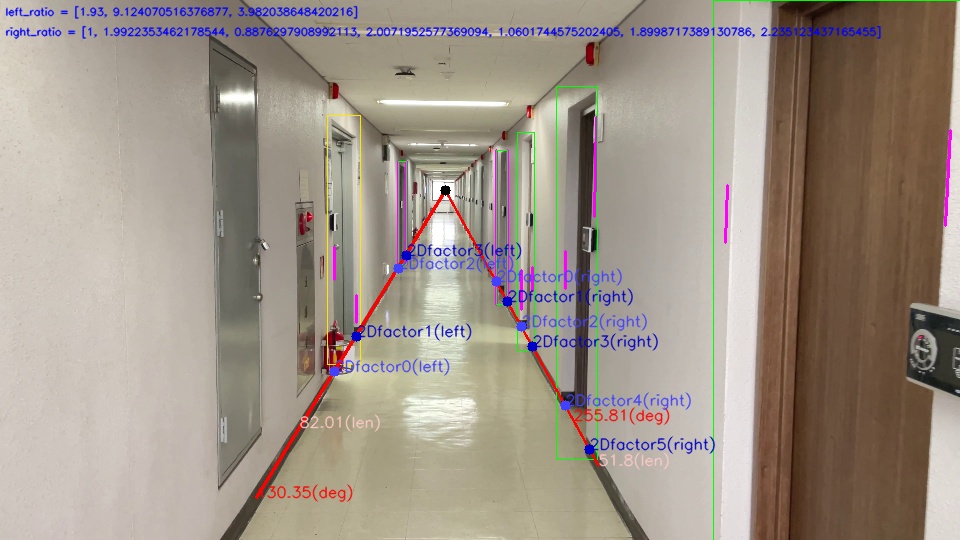 left_ratio = [1.93, 9.124070516376877, 3.982038648420216]
right_ratio = [1, 1.9922353462178544, 0.8876297908992113, 2.0071952577369094, 1.0601744575202405, 1.8998717389130786, 2.235123437165455]
2Dfactor3(left)
2Dfactor2(left)
2Dfactor0(right)
2Dfactor1(right)
2Dfactor2(right)
2Dfactor1(left)
2Dfactor3(right)
2Dfactor0(left)
2Dfactor4(right)
255.81(deg)
82.01(len)
2Dfactor5(right)
51.8(len)
30.35(deg)